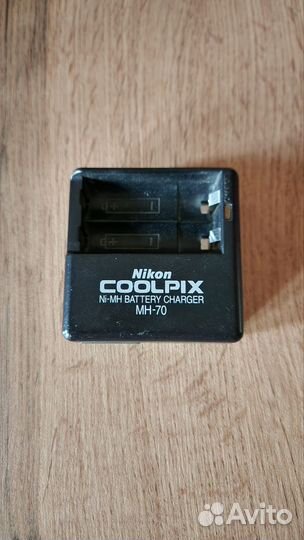 Nikon
COOLPIX
Ni-MH BATTERY CHARGER
MH-70
Avito